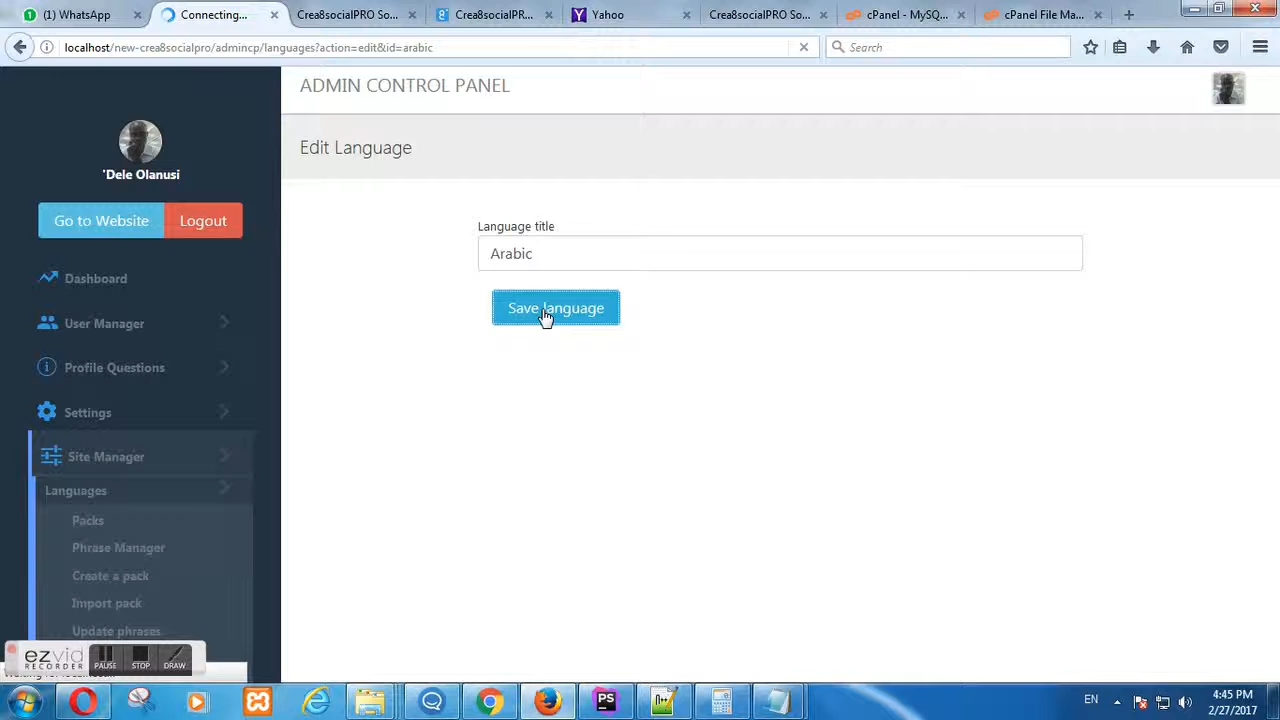 (1) WhatsApp
Connecting...
Crea8socialPRO So...
Crea8socialPR...
Yahoo
Crea8socialPRO So...
cPanel - MySQ...
cPanel File Ma...
localhost/new-crea8socialpro/admincp/languages?action=edit&id=arabic
Search
ADMIN CONTROL PANEL
'Dele Olanusi
Go to Website
Logout
Edit Language
Language title
Arabic
Save language
Dashboard
User Manager
Profile Questions
Settings
Site Manager
Languages
Packs
Phrase Manager
Create a pack
Import pack
Update phrases
ezvid
RECORDER
PAUSE
STOP
DRAW
EN
4:45 PM
2/27/2017